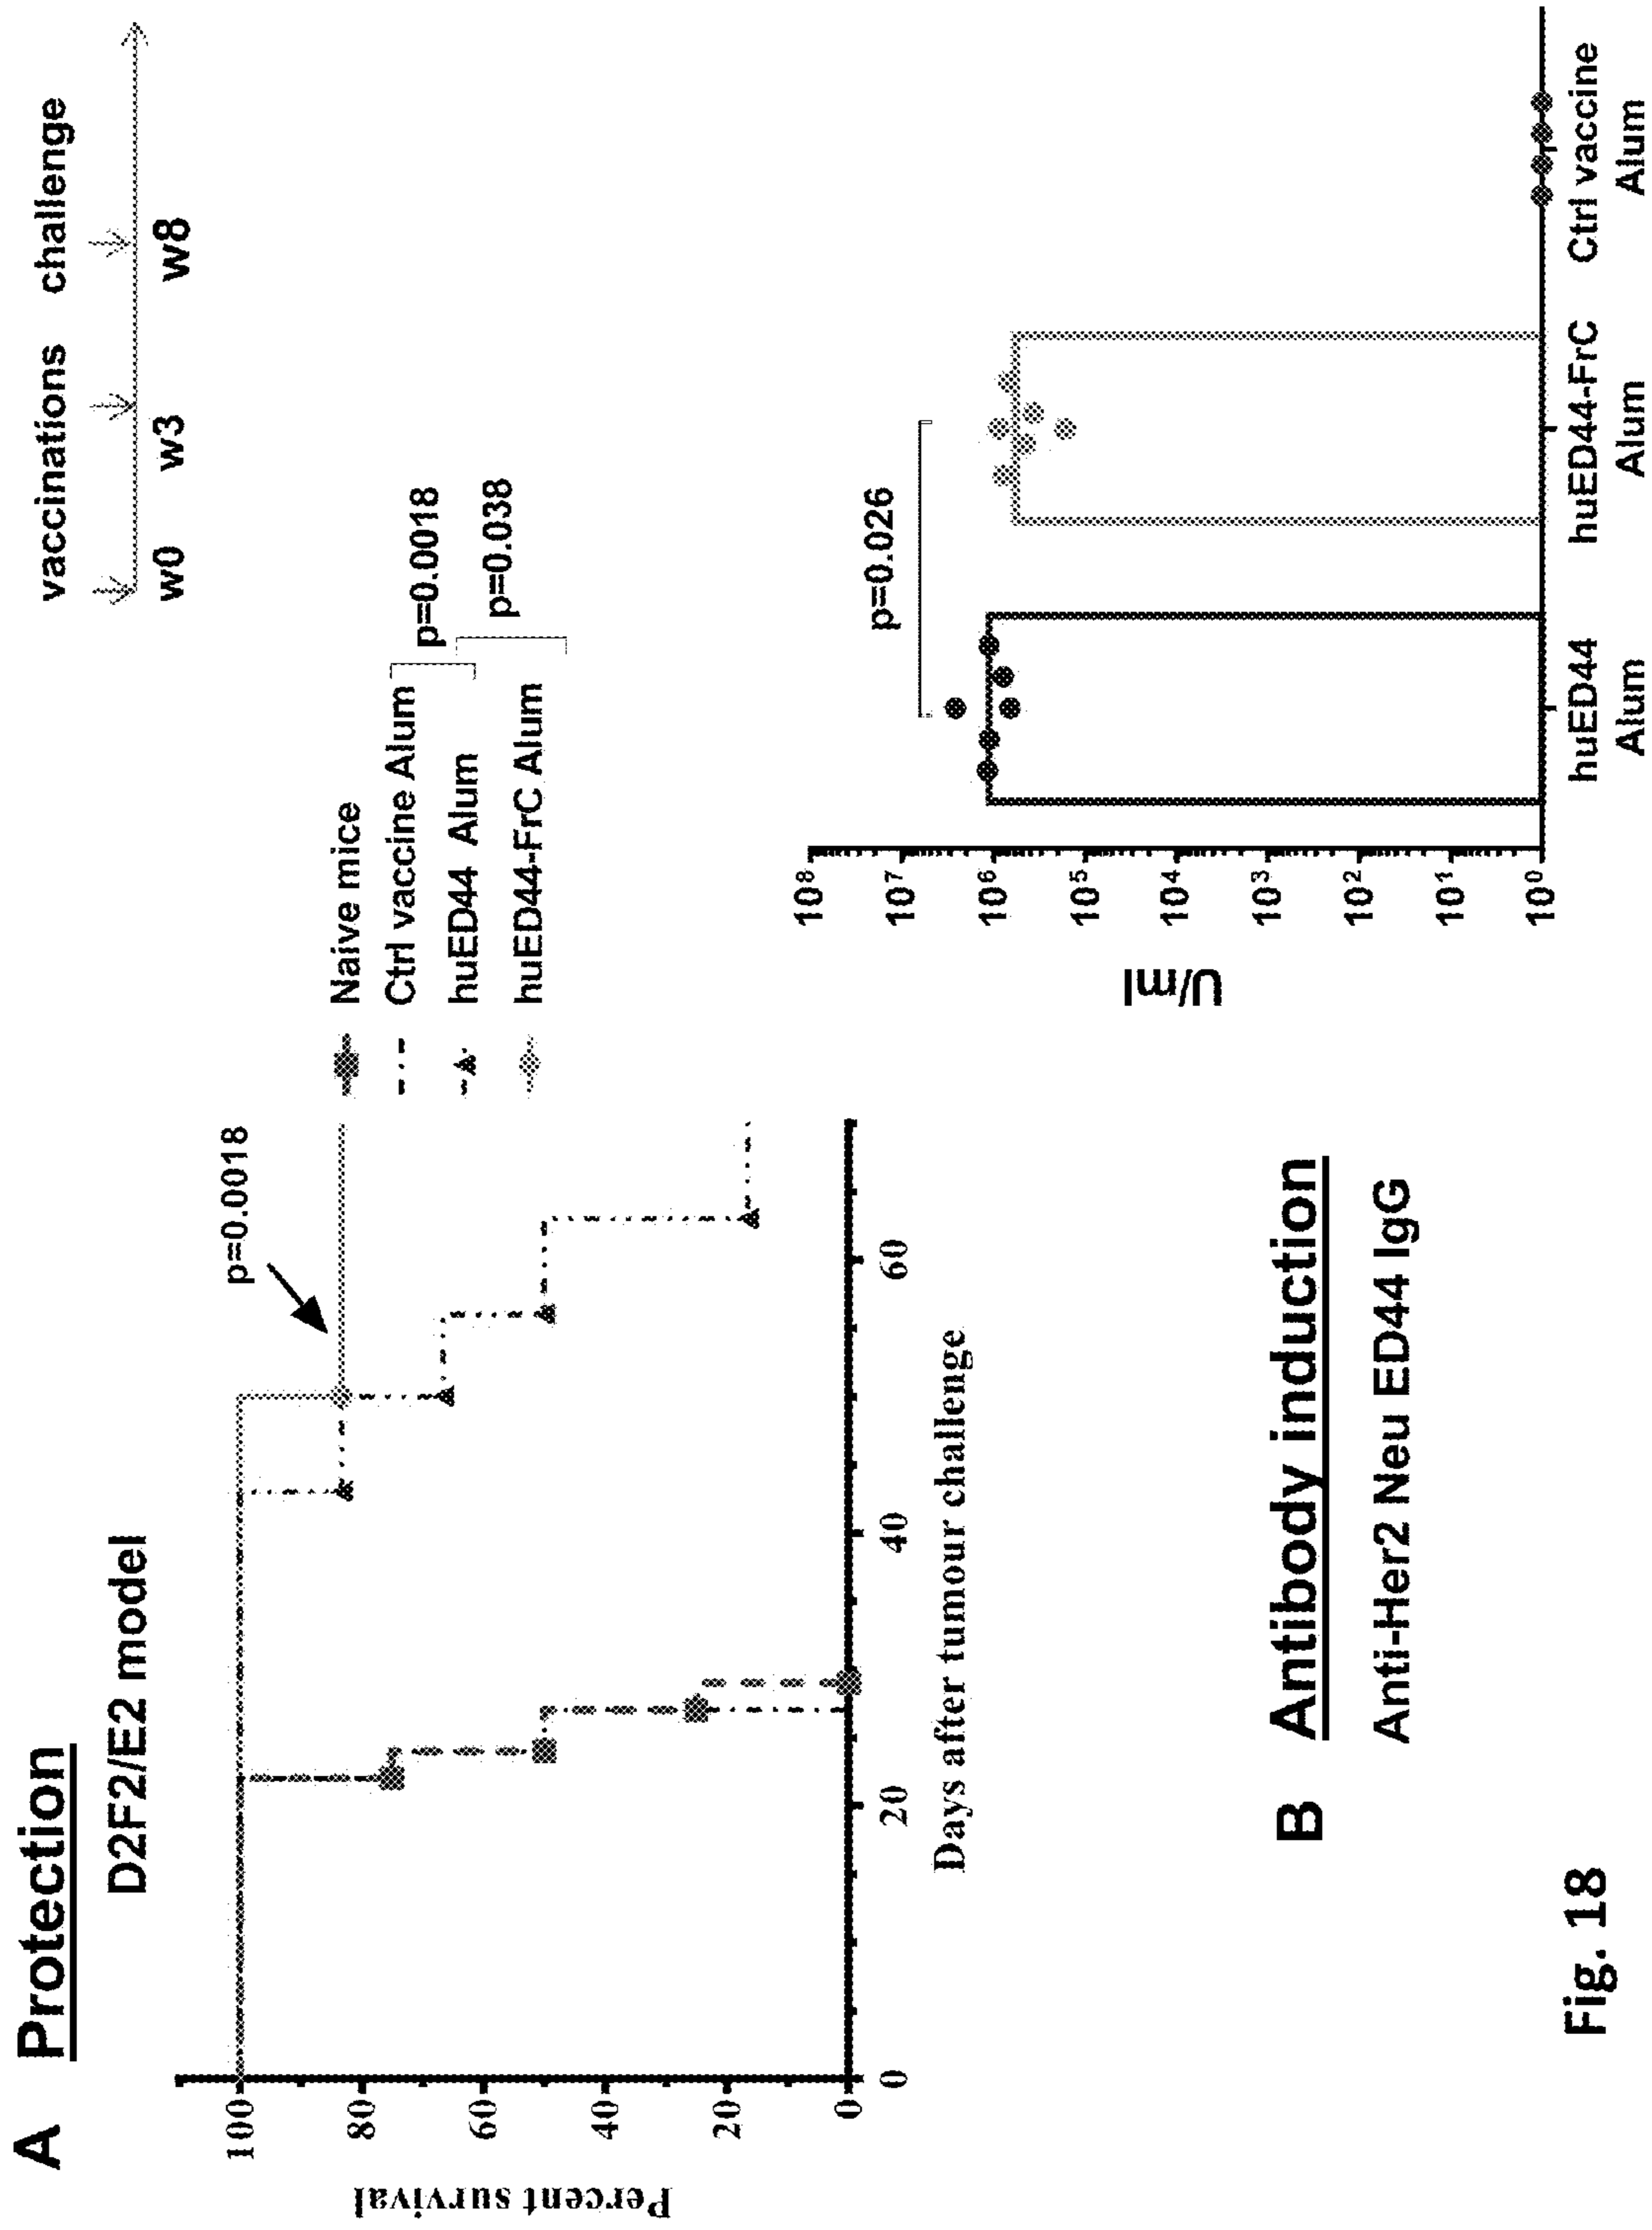 A Protection
D2F2/E2 model
vaccinations challenge
w0 w3 w8
p=0.0018
Percent survival
100
80
60
40
20
0
0 20 40 60
Days after tumour challenge
Naive mice
Ctrl vaccine Alum
huED44 Alum
huED44-FrC Alum
p=0.0018
p=0.038
B Antibody induction
Anti-Her2 Neu ED44 IgG
U/ml
10⁸
10⁷
10⁶
10⁵
10⁴
10³
10²
10¹
10⁰
p=0.026
huED44 huED44-FrC Ctrl vaccine
Alum Alum Alum
Fig. 18